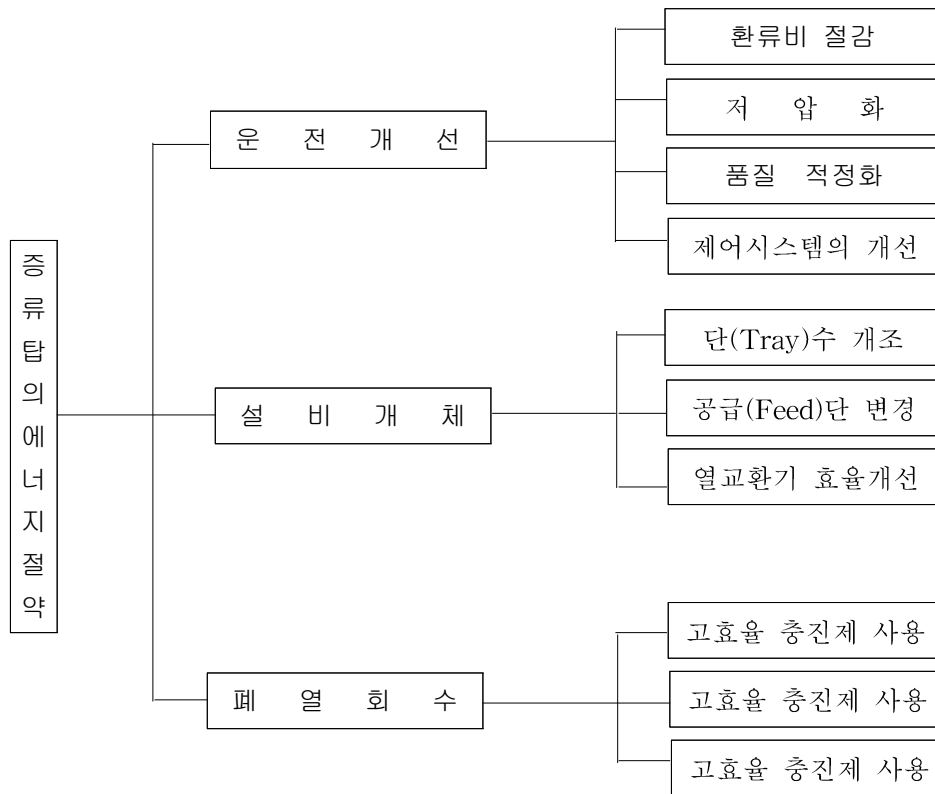 증류탑의에너지절약
운 전 개 선
환류비 절감
저 압 화
품질 적정화
제어시스템의 개선
설 비 개 체
단(Tray)수 개조
공급(Feed)단 변경
열교환기 효율개선
폐 열 회 수
고효율 충진제 사용
고효율 충진제 사용
고효율 충진제 사용